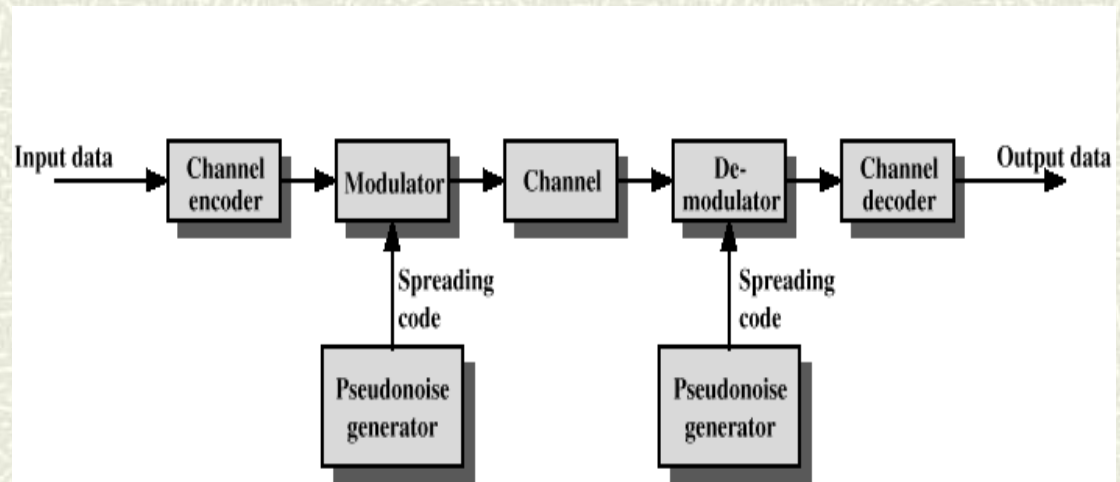 Input data
Channel
encoder
Modulator
Channel
De-
modulator
Channel
decoder
Output data
Spreading
code
Spreading
code
Pseudonoise
generator
Pseudonoise
generator